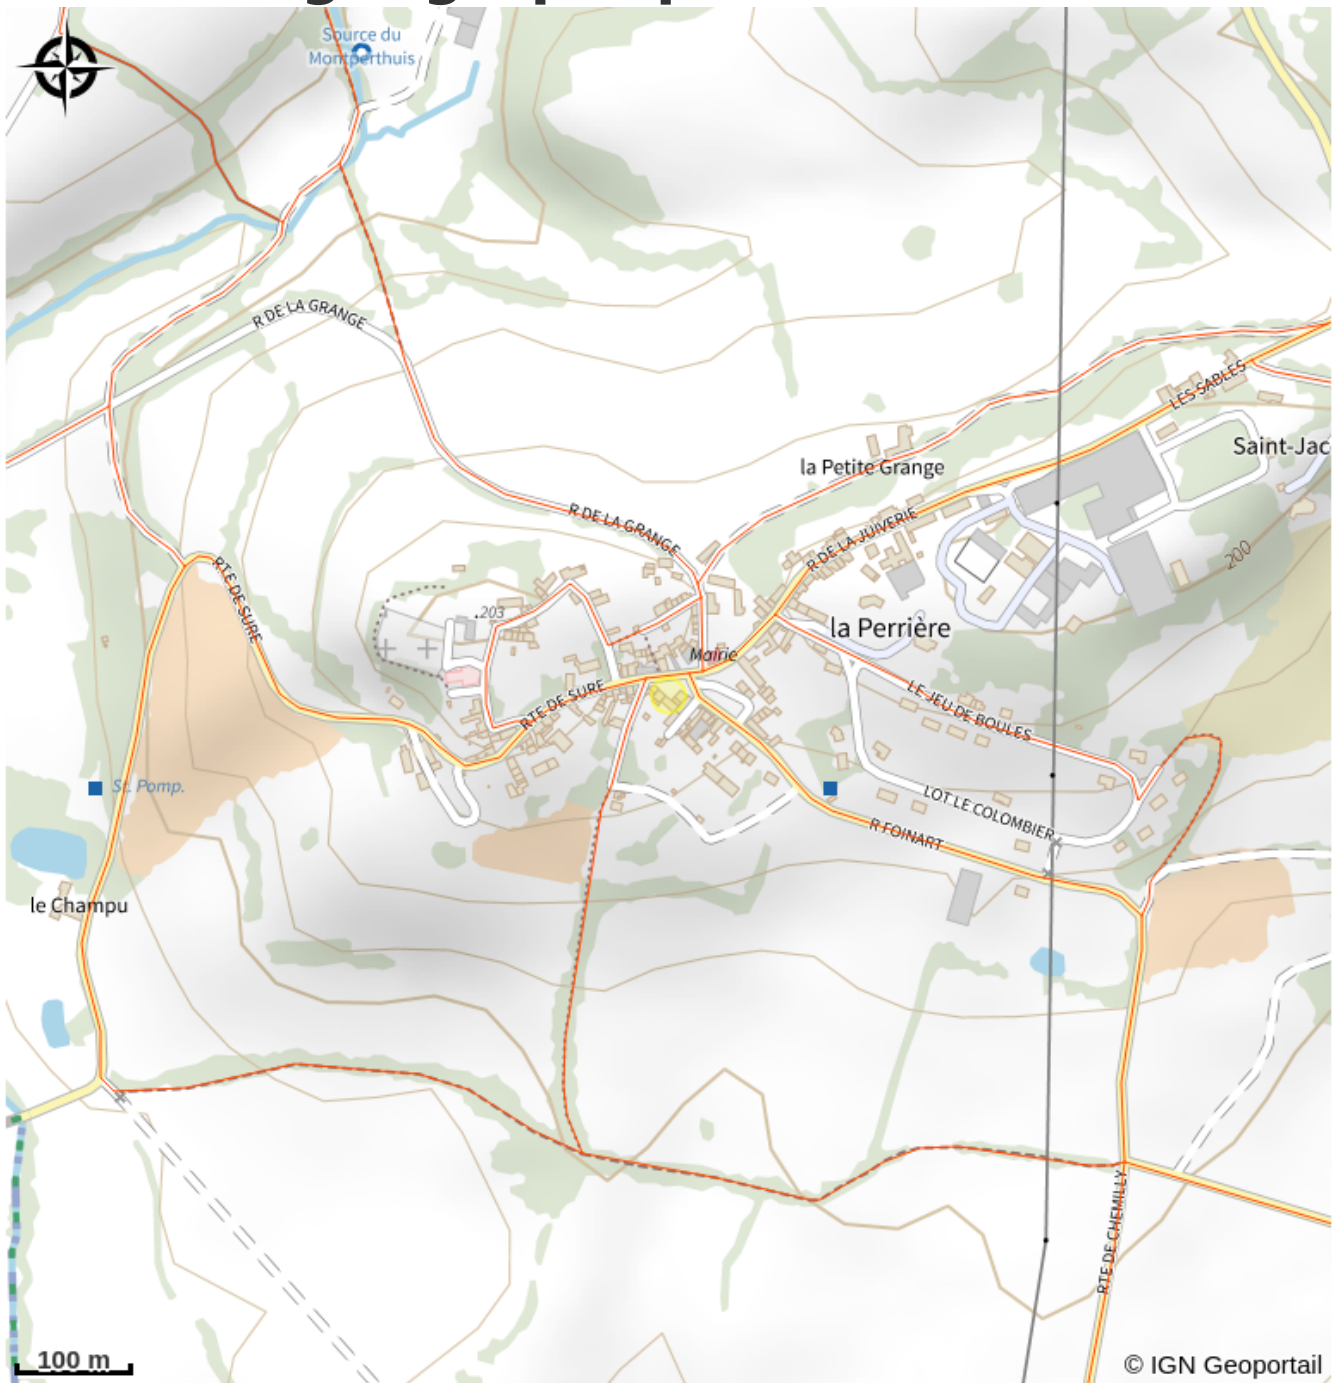 Source du
Montperthuis
R DE LA GRANGE
LES SABLES
Saint-Jac
la Petite Grange
R DE LA GRANGE
R DE LA JUIVERIE
200
RTE DE SURE
.203
la Perrière
Mairie
RTE DE SURE
LE JEU DE BOULES
St. Pomp.
LOT LE COLOMBIER
R FOINART
le Champu
RTE DE CHEMILLY
100 m
© IGN Geoportail